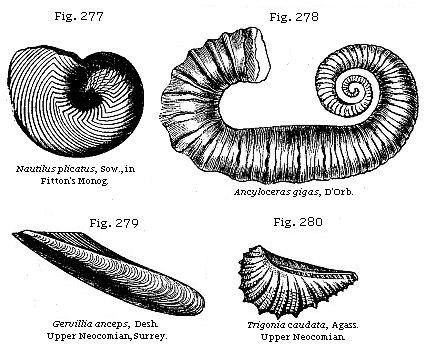 Fig. 277
Fig. 278
Nautilus plicatus, Sow., in
Fitton's Monog.
Ancyloceras gigas, D'Orb.
Fig. 279
Fig. 280
Gervillia anceps, Desh.
Upper Neocomian, Surrey.
Trigonia caudata, Agass.
Upper Neocomian.